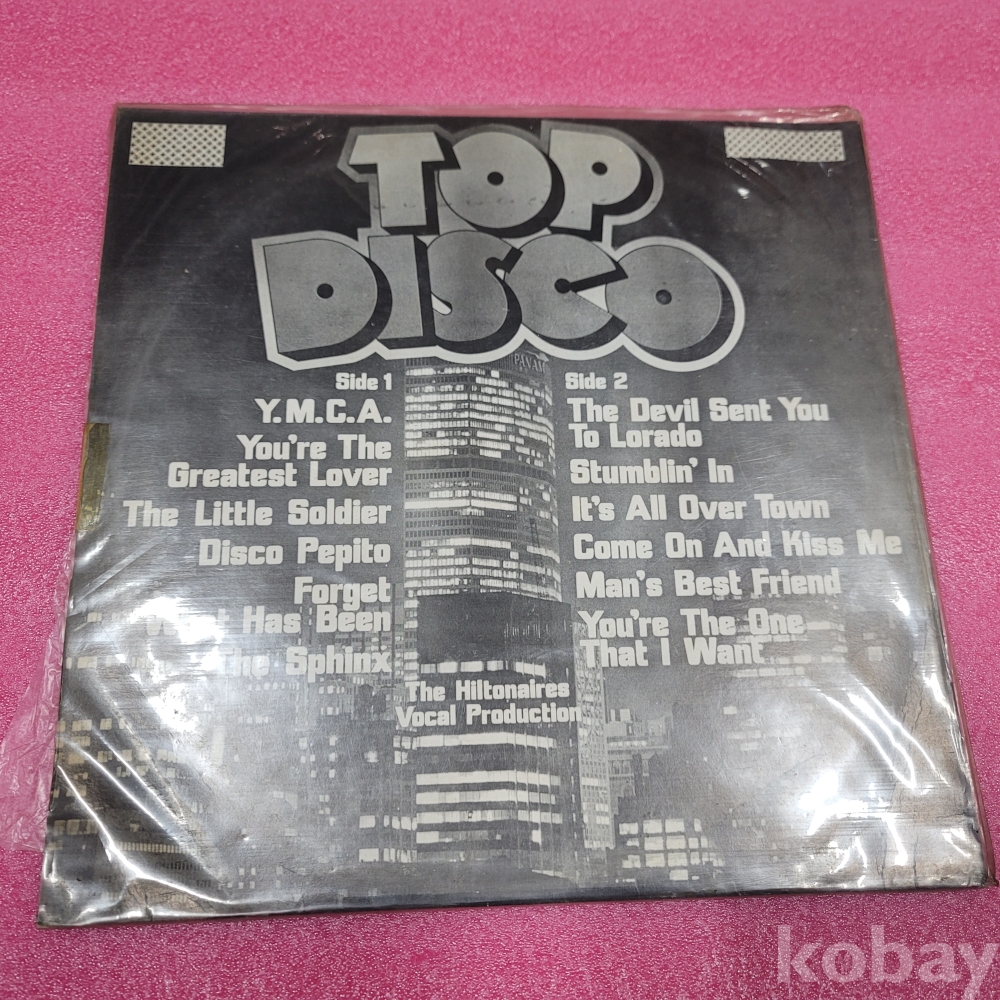 TOP
DISCO
PANAM
Side 1
Y.M.C.A.
You're The
Greatest Lover
The Little Soldier
Disco Pepito
Forget
Has Been
The Sphinx
Side 2
The Devil Sent You
To Lorado
Stumblin' In
It's All Over Town
Come On And Kiss Me
Man's Best Friend
You're The One
That I Want
The Hiltonaires
Vocal Production
kobay